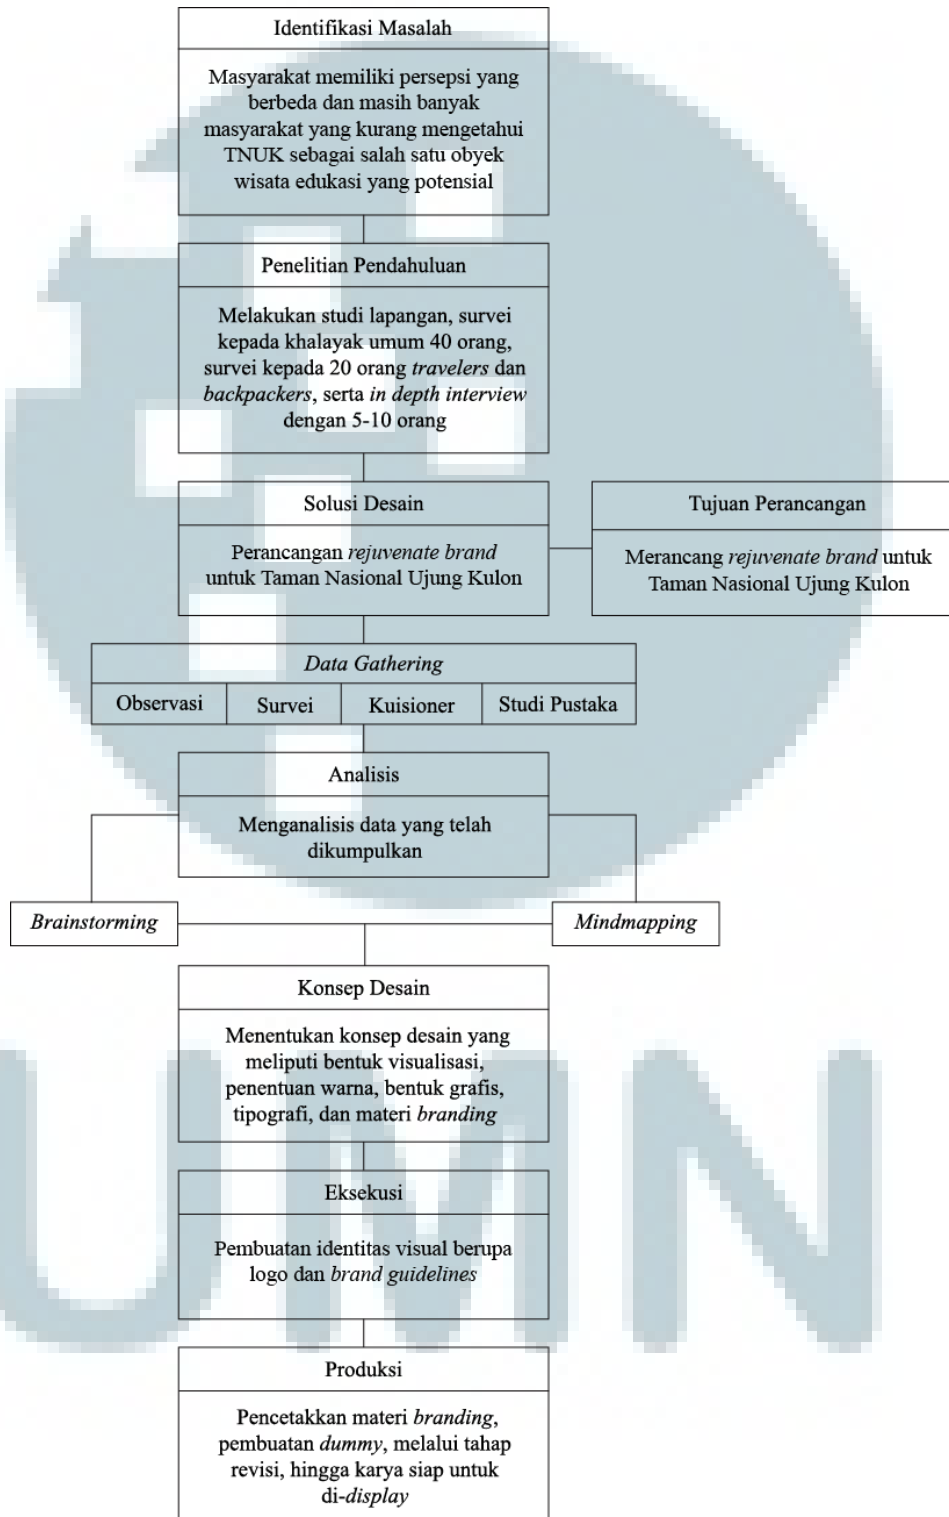 Identifikasi Masalah
Masyarakat memiliki persepsi yang
berbeda dan masih banyak
masyarakat yang kurang mengetahui
TNUK sebagai salah satu obyek
wisata edukasi yang potensial
Penelitian Pendahuluan
Melakukan studi lapangan, survei
kepada khalayak umum 40 orang,
survei kepada 20 orang travelers dan
backpackers, serta in depth interview
dengan 5-10 orang
Solusi Desain
Perancangan rejuvenate brand
untuk Taman Nasional Ujung Kulon
Tujuan Perancangan
Merancang rejuvenate brand untuk
Taman Nasional Ujung Kulon
Data Gathering
Observasi
Survei
Kuisioner
Studi Pustaka
Analisis
Menganalisis data yang telah
dikumpulkan
Brainstorming
Mindmapping
Konsep Desain
Menentukan konsep desain yang
meliputi bentuk visualisasi,
penentuan warna, bentuk grafis,
tipografi, dan materi branding
Eksekusi
Pembuatan identitas visual berupa
logo dan brand guidelines
Produksi
Pencetakkan materi branding,
pembuatan dummy, melalui tahap
revisi, hingga karya siap untuk
di-display
UMN